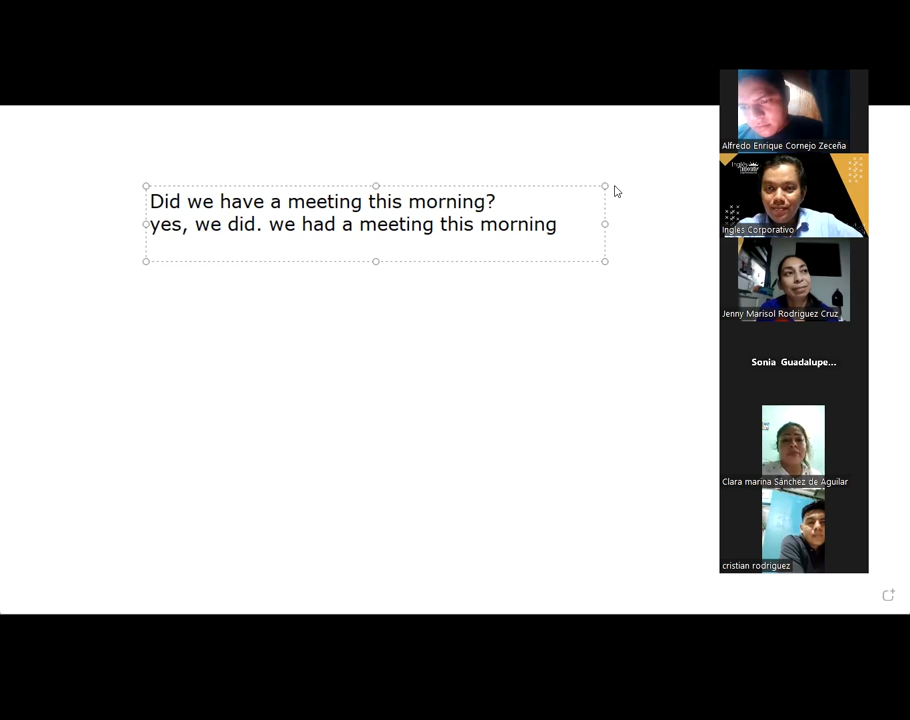 Did we have a meeting this morning?
yes, we did. we had a meeting this morning
Alfredo Enrique Cornejo Zeceña
Ingles Corporativo
Jenny Marisol Rodriguez Cruz
Sonia Guadalupe...
Clara marina Sánchez de Aguilar
cristian rodriguez